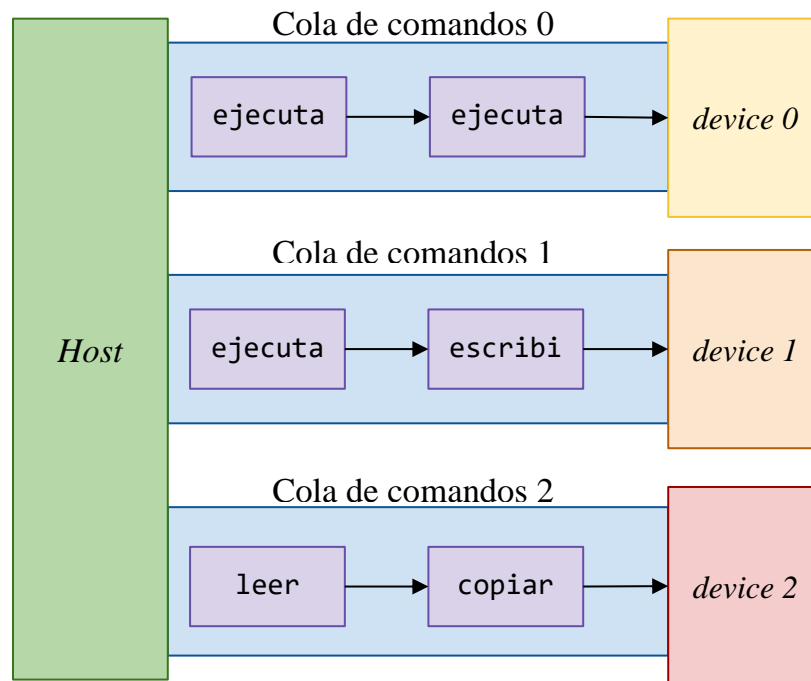 Cola de comandos 0
ejecuta
ejecuta
device 0
Cola de comandos 1
Host
ejecuta
escribi
device 1
Cola de comandos 2
leer
copiar
device 2